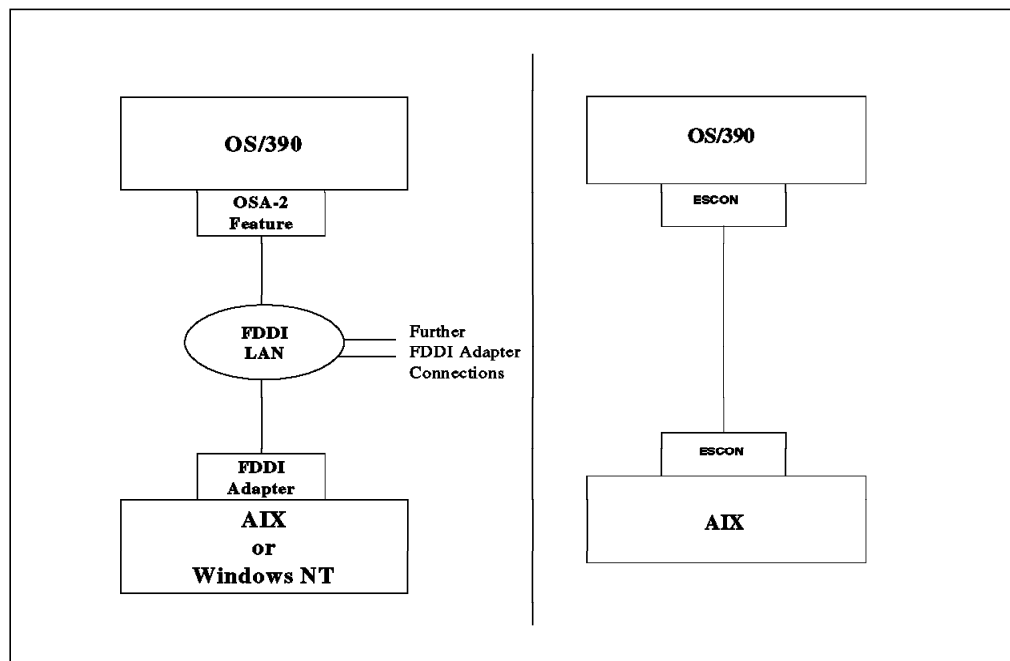 OS/390
OSA-2
Feature
FDDI
LAN
Further
FDDI Adapter
Connections
FDDI
Adapter
AIX
or
Windows NT
OS/390
ESCON
ESCON
AIX